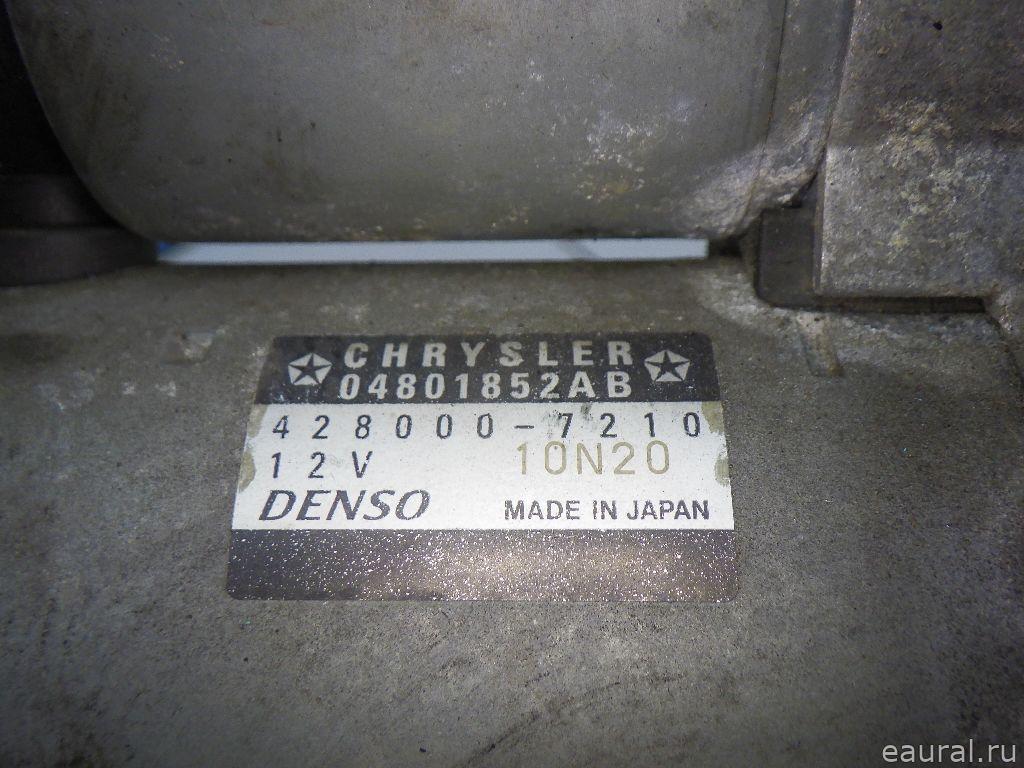 CHRYSLER
04801852AB
428000-7210
12V 10N20
DENSO MADE IN JAPAN
eaural.ru